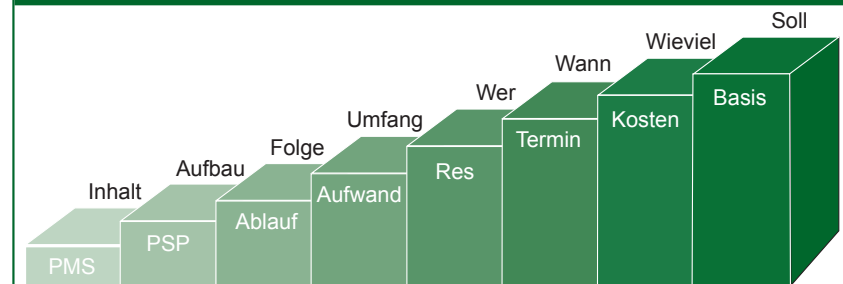 Inhalt
PMS
Aufbau
PSP
Folge
Ablauf
Umfang
Aufwand
Wer
Res
Wann
Termin
Wieviel
Kosten
Soll
Basis